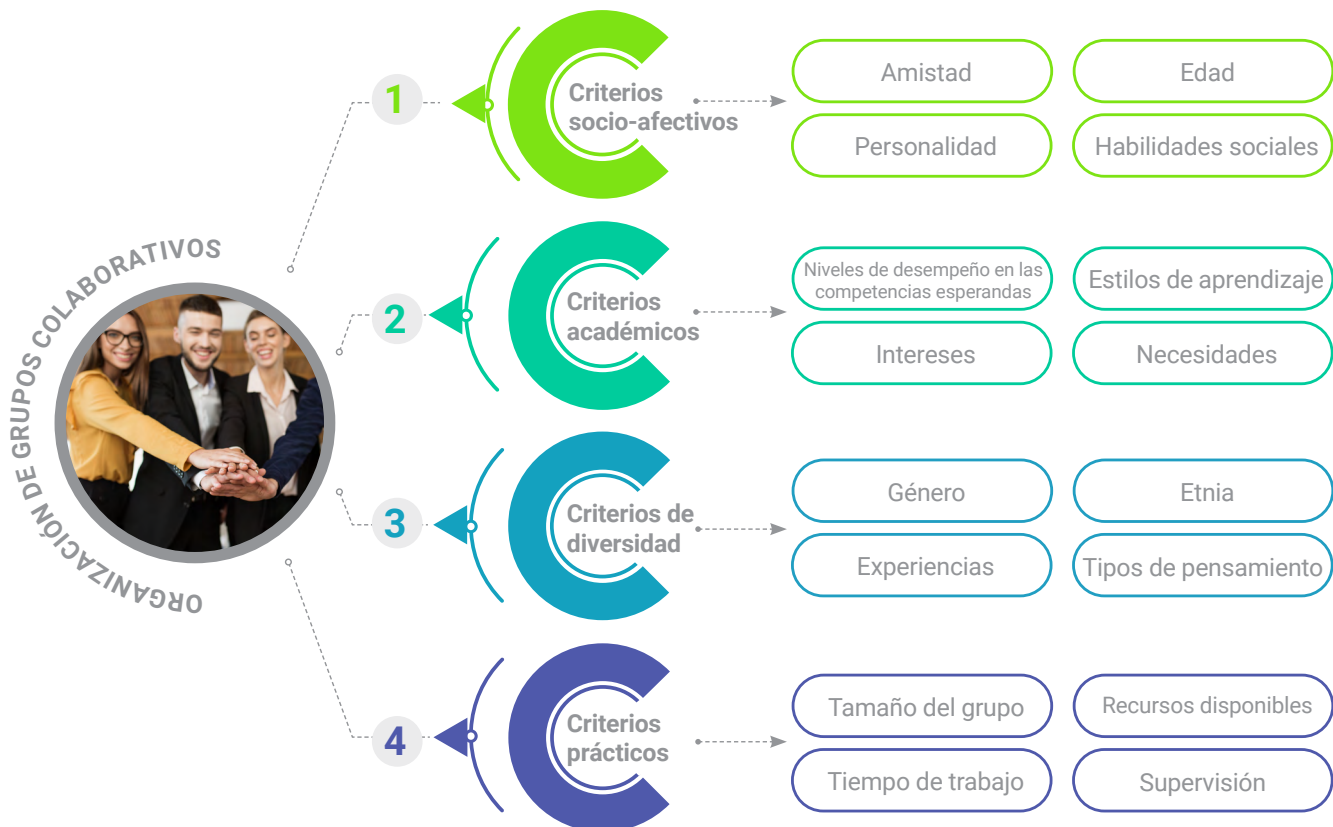 ORGANIZACIÓN DE GRUPOS COLABORATIVOS
1
Criterios
socio-afectivos
Amistad
Edad
Personalidad
Habilidades sociales
2
Criterios
académicos
Niveles de desempeño en las
competencias esperandas
Estilos de aprendizaje
Intereses
Necesidades
3
Criterios de
diversidad
Género
Etnia
Experiencias
Tipos de pensamiento
4
Criterios
prácticos
Tamaño del grupo
Recursos disponibles
Tiempo de trabajo
Supervisión